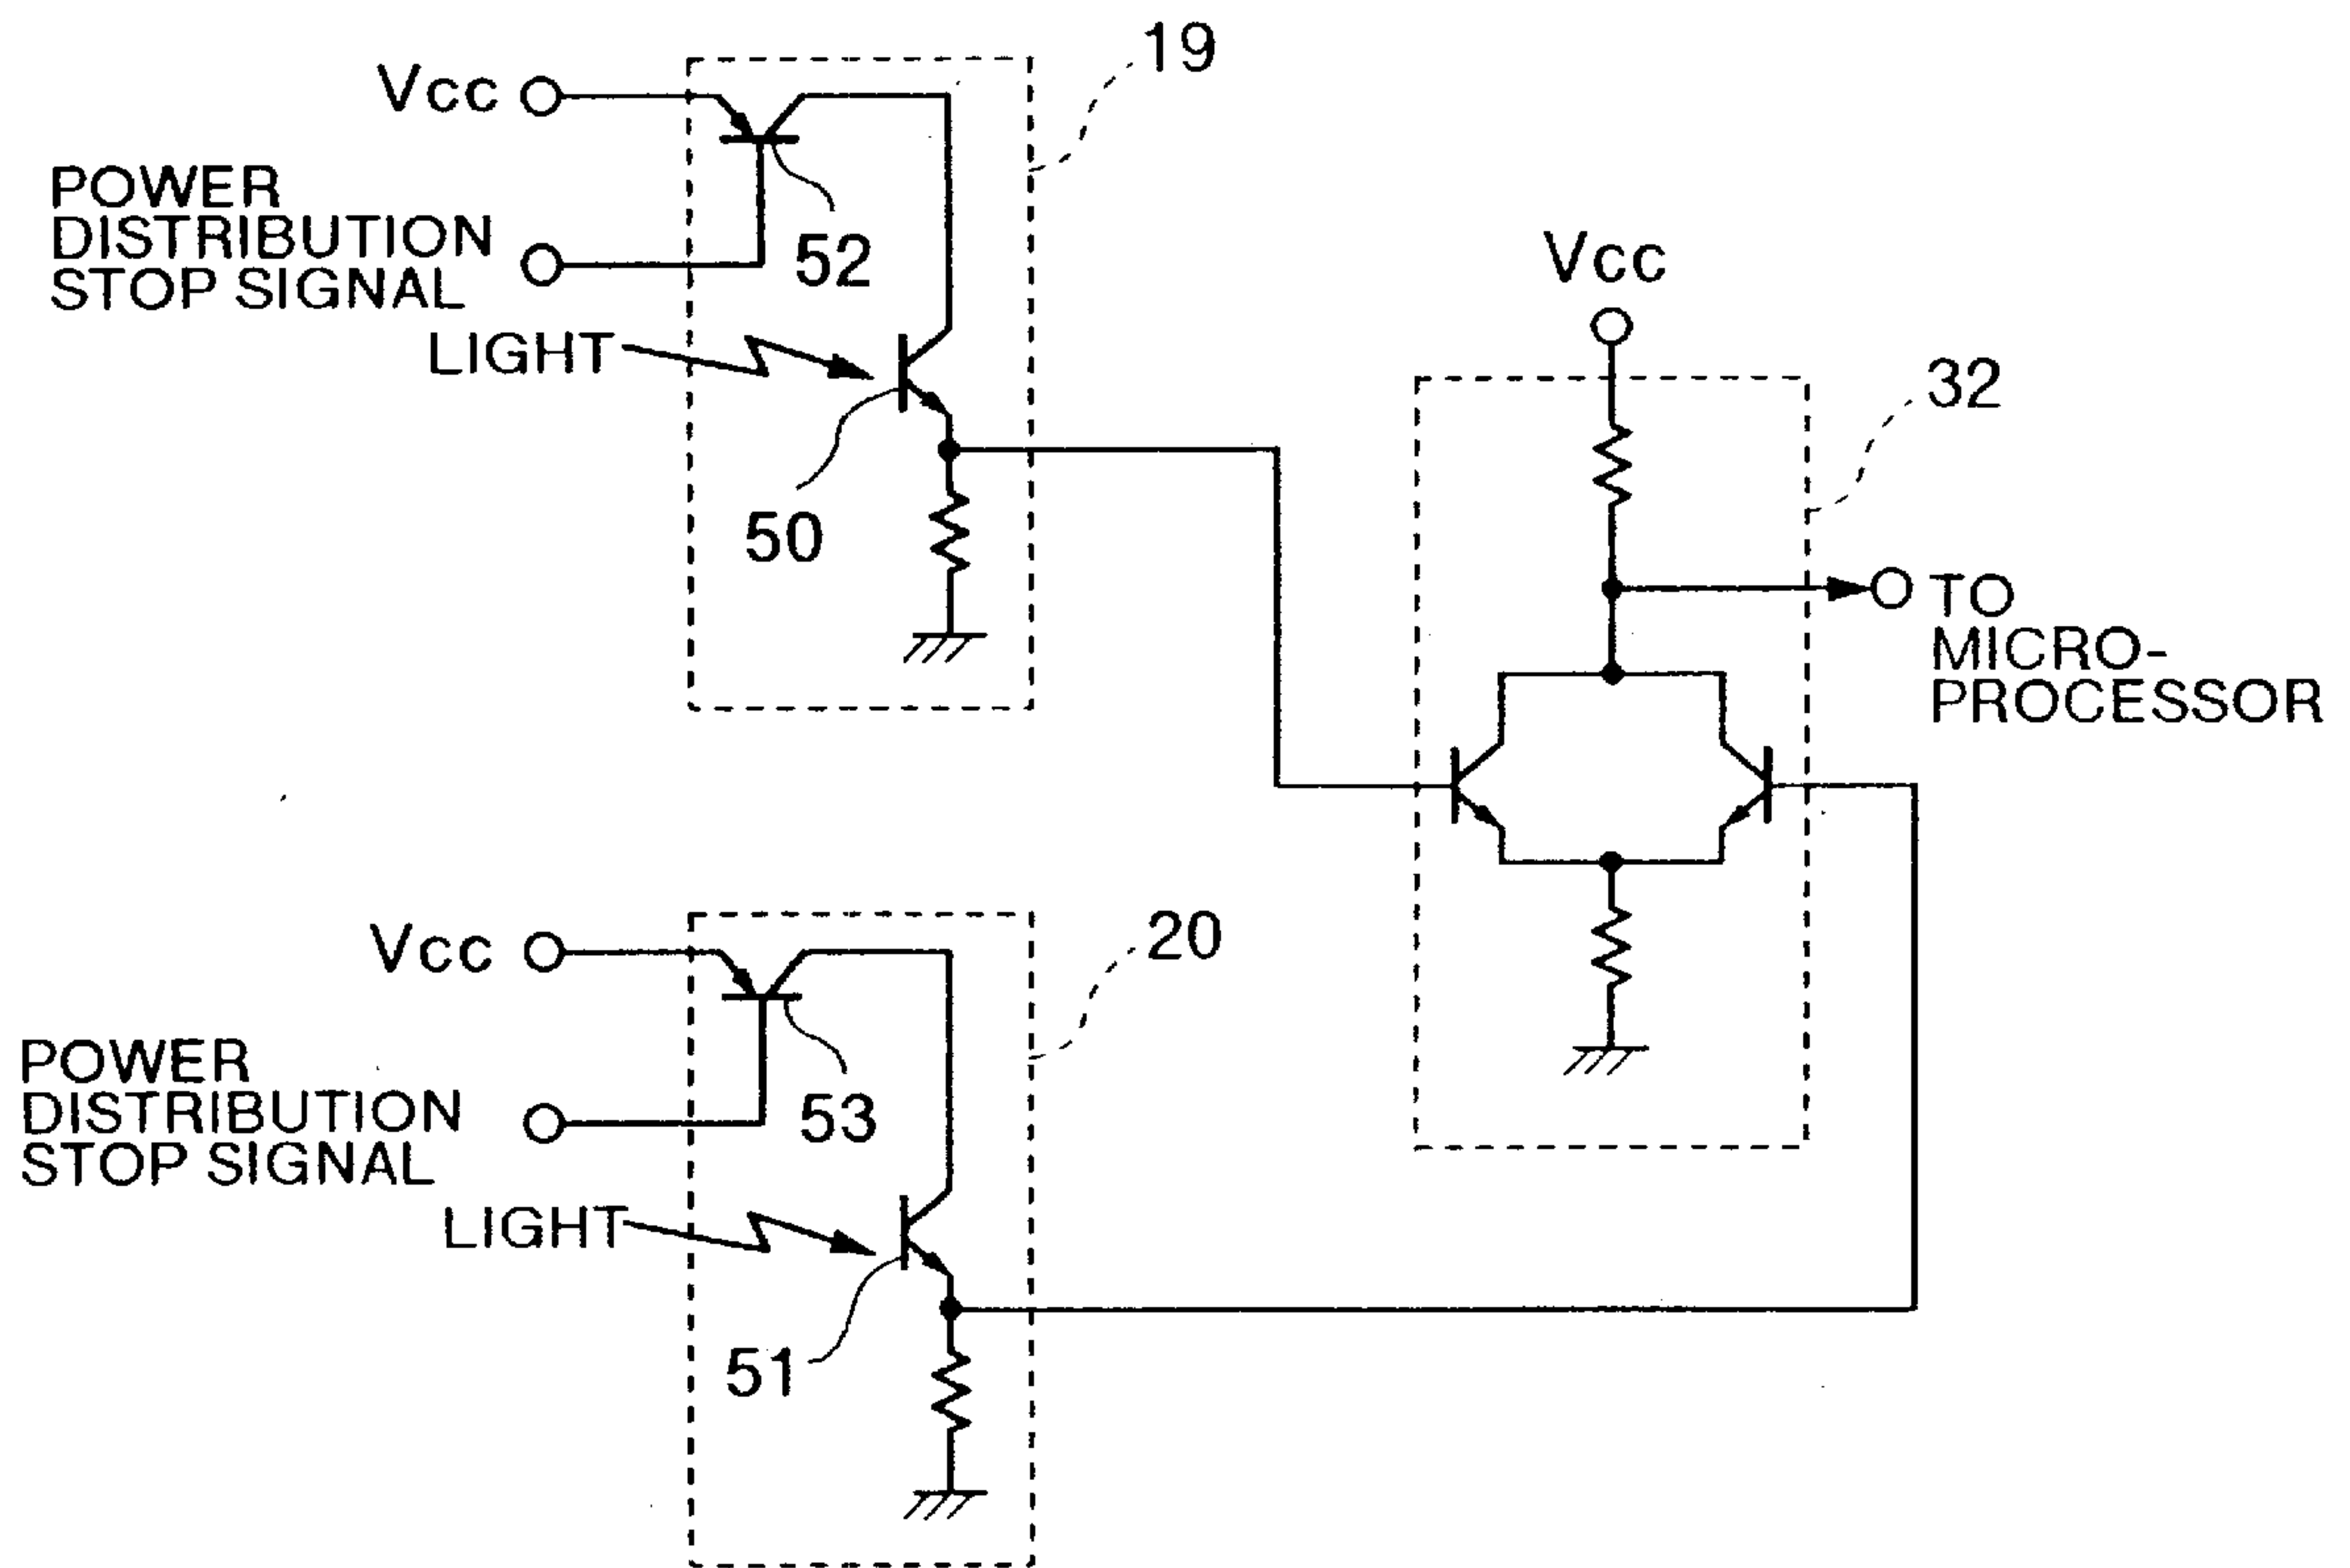 19
Vcc
POWER
DISTRIBUTION
STOP SIGNAL
52
LIGHT
50
Vcc
32
TO
MICRO-
PROCESSOR
20
Vcc
POWER
DISTRIBUTION
STOP SIGNAL
53
LIGHT
51